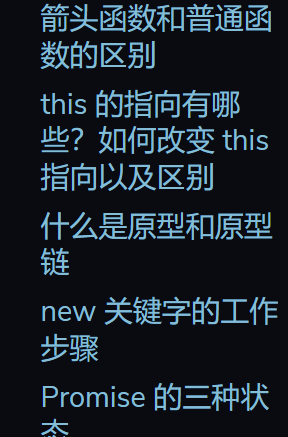 箭头函数和普通函
数的区别
this 的指向有哪
些？如何改变 this
指向以及区别
什么是原型和原型
链
new 关键字的工作
步骤
Promise 的三种状
态